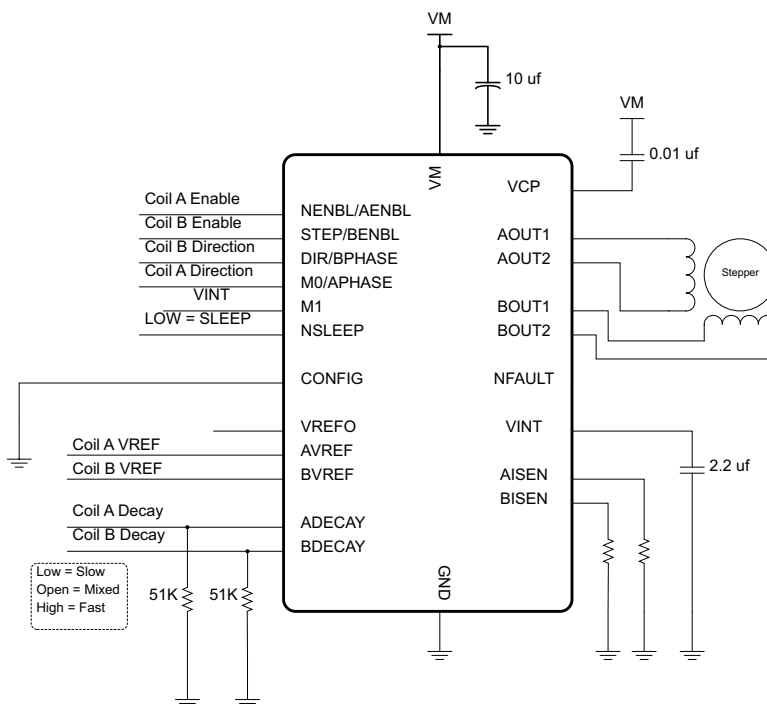 VM
10 uf
VM
0.01 uf
VM
VCP
Coil A Enable
NENBL/AENBL
Coil B Enable
STEP/BENBL
AOUT1
Coil B Direction
DIR/BPHASE
AOUT2
Stepper
Coil A Direction
M0/APHASE
VINT
M1
BOUT1
LOW = SLEEP
NSLEEP
BOUT2
CONFIG
NFAULT
VREFO
VINT
Coil A VREF
AVREF
Coil B VREF
BVREF
AISEN
2.2 uf
BISEN
Coil A Decay
ADECAY
Coil B Decay
BDECAY
Low = Slow
Open = Mixed
High = Fast
51K
51K
GND